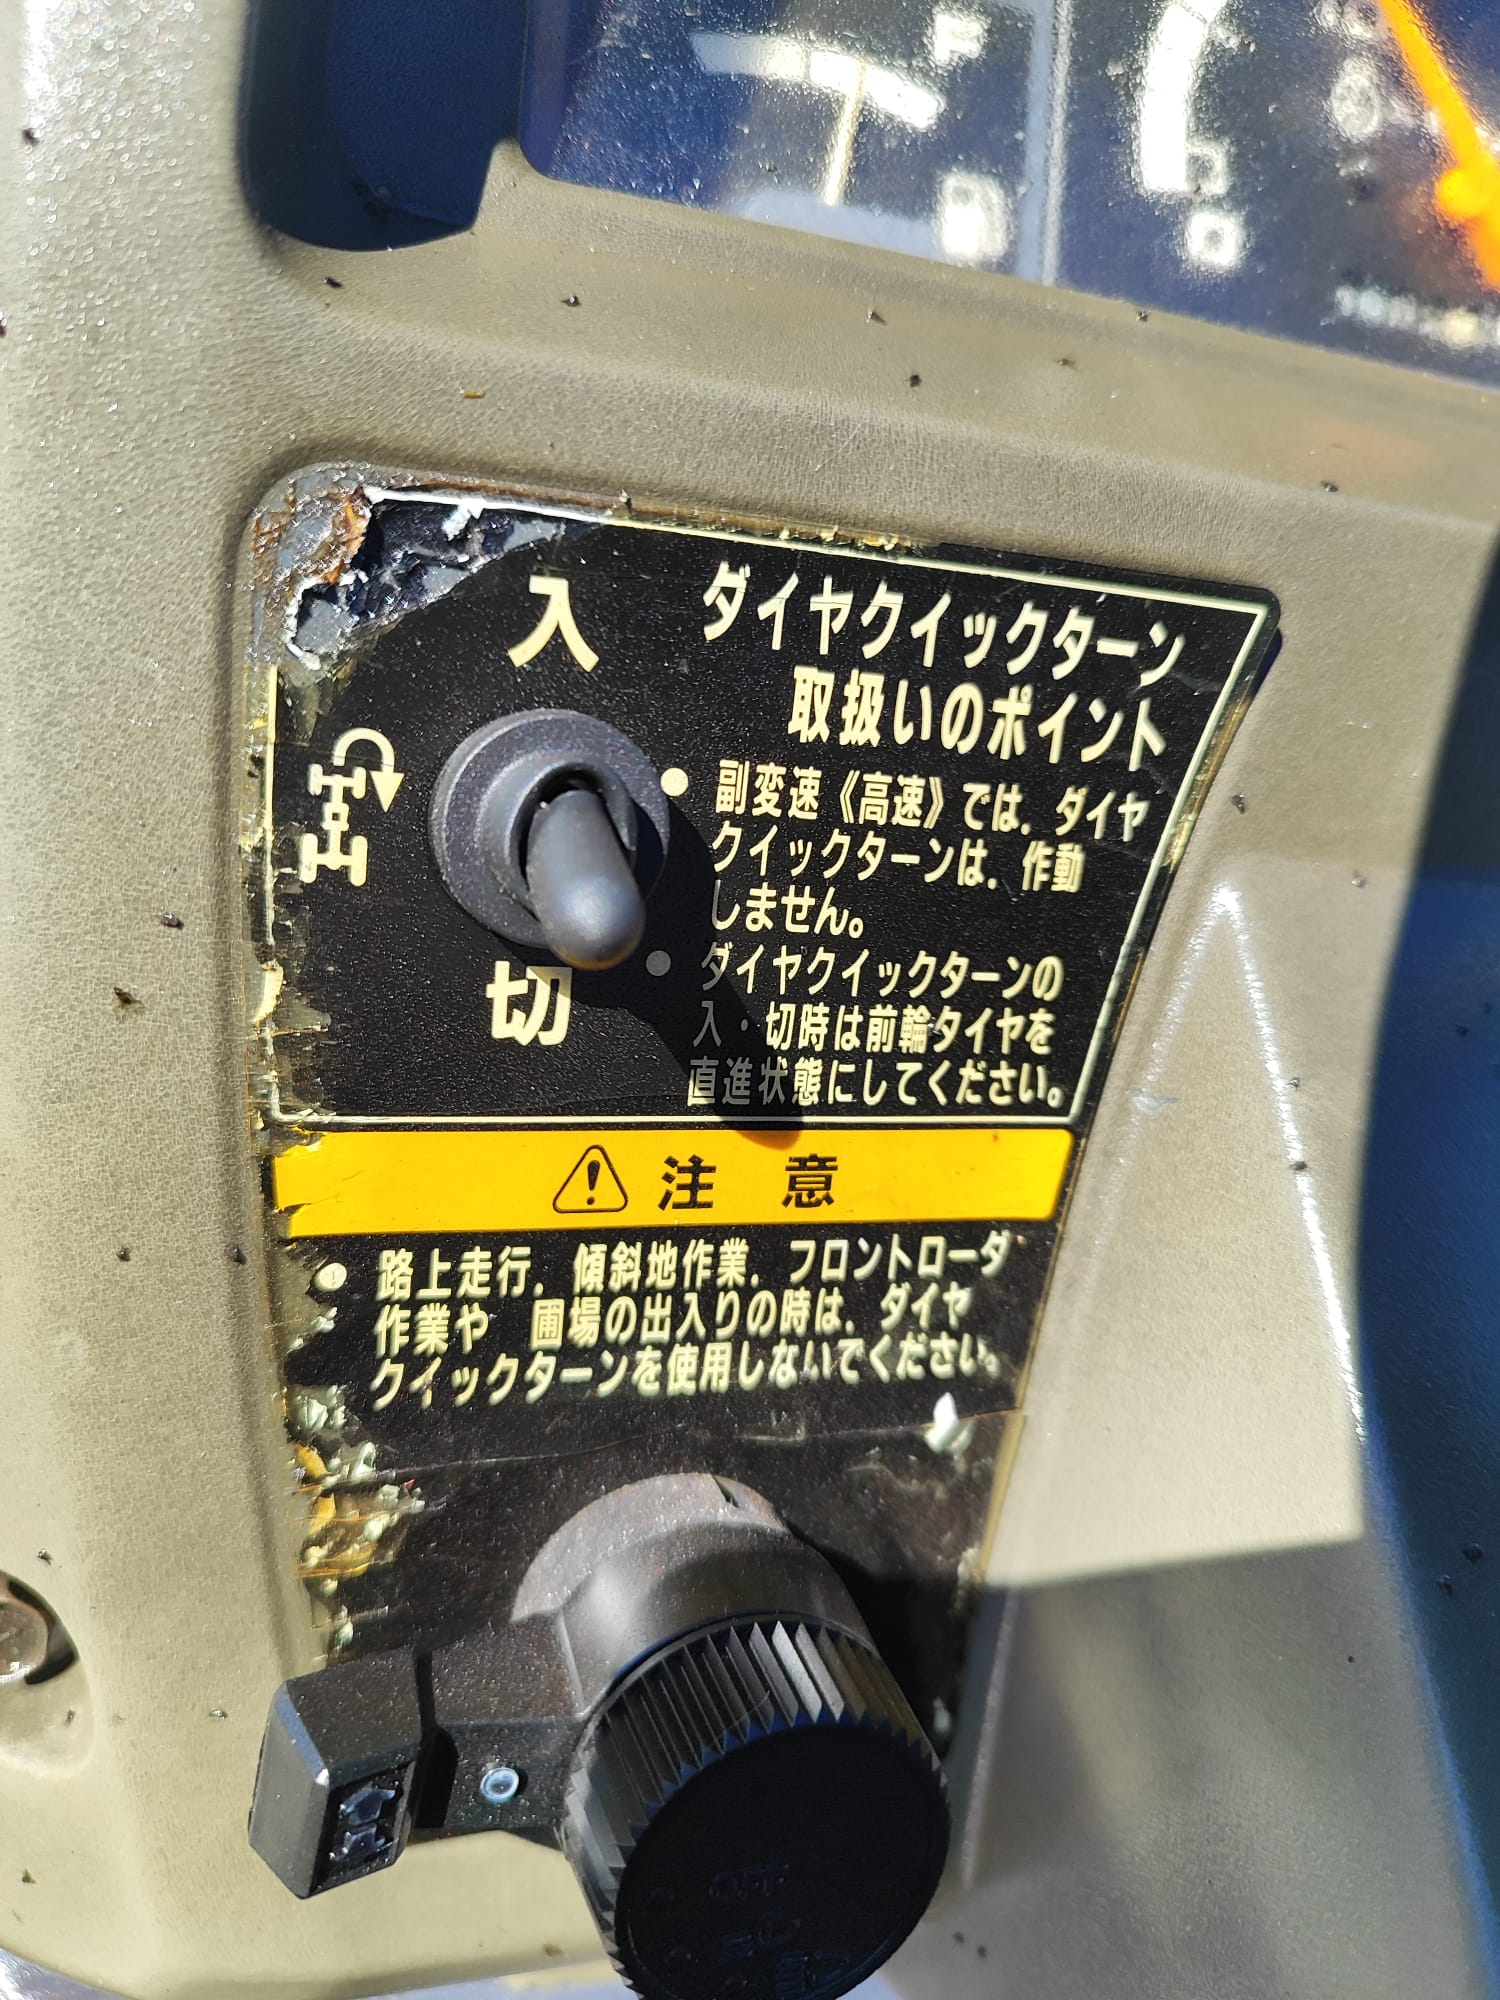 F
0
入
ダイヤクイックターン
取扱いのポイント
● 副変速《高速》では、ダイヤ
クイックターンは、作動
しません。
● ダイヤクイックターンの
入・切時は前輪タイヤを
直進状態にしてください。
切
注 意
● 路上走行、傾斜地作業、フロントローダ
作業や 圃場の出入りの時は、ダイヤ
クイックターンを使用しないでください。
OFF